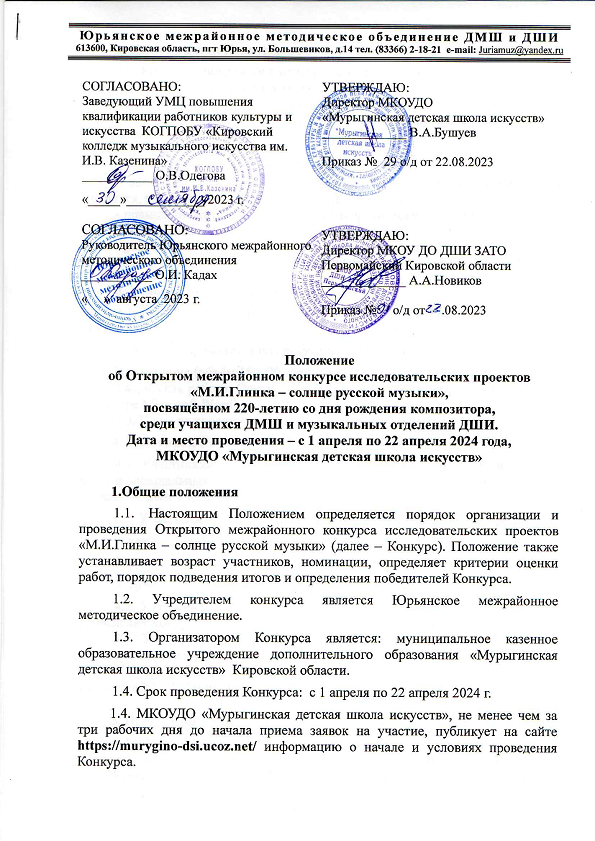 Юрьянское межрайонное методическое объединение ДМШ и ДШИ
613600, Кировская область, пгт Юрья, ул. Большевиков, д.14 тел. (83366) 2-18-21 e-mail: Juriamuz@yandex.ru
СОГЛАСОВАНО:
Заведующий УМЦ повышения
квалификации работников культуры и
искусства КОГПОБУ «Кировский
колледж музыкального искусства им.
И.В. Казенина»
О.В.Одегова
« 30 » сентября 2023 г.
УТВЕРЖДАЮ:
Директор МКОУДО
«Мурыгинская детская школа искусств»
В.А.Бушуев
Приказ № 29 о/д от 22.08.2023
СОГЛАСОВАНО:
Руководитель Юрьянского межрайонного
методического объединения
О.И. Кадах
« » августа 2023 г.
УТВЕРЖДАЮ:
Директор МКОУ ДО ДШИ ЗАТО
Первомайский Кировской области
А.А.Новиков
Приказ № о/д от .08.2023
Положение
об Открытом межрайонном конкурсе исследовательских проектов
«М.И.Глинка – солнце русской музыки»,
посвящённом 220-летию со дня рождения композитора,
среди учащихся ДМШ и музыкальных отделений ДШИ.
Дата и место проведения – с 1 апреля по 22 апреля 2024 года,
МКОУДО «Мурыгинская детская школа искусств»
1.Общие положения
1.1. Настоящим Положением определяется порядок организации и
проведения Открытого межрайонного конкурса исследовательских проектов
«М.И.Глинка – солнце русской музыки» (далее – Конкурс). Положение также
устанавливает возраст участников, номинации, определяет критерии оценки
работ, порядок подведения итогов и определения победителей Конкурса.
1.2. Учредителем конкурса является Юрьянское межрайонное
методическое объединение.
1.3. Организатором Конкурса является: муниципальное казенное
образовательное учреждение дополнительного образования «Мурыгинская
детская школа искусств» Кировской области.
1.4. Срок проведения Конкурса: с 1 апреля по 22 апреля 2024 г.
1.4. МКОУДО «Мурыгинская детская школа искусств», не менее чем за
три рабочих дня до начала приема заявок на участие, публикует на сайте
https://murygino-dsi.ucoz.net/ информацию о начале и условиях проведения
Конкурса.